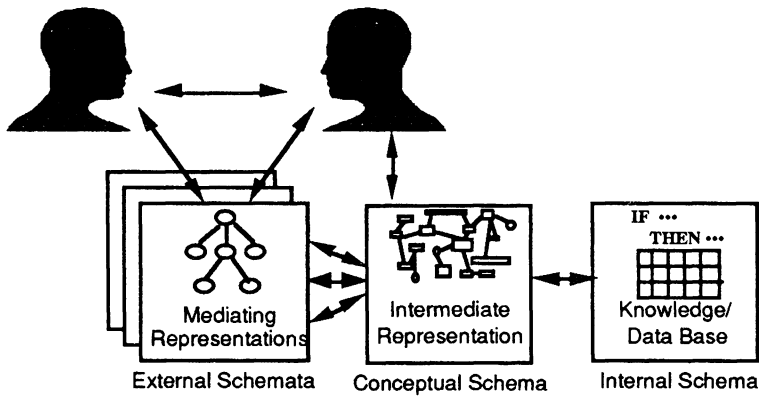 Mediating
Representations
External Schemata
Intermediate
Representation
Conceptual Schema
IF •••
THEN •••
Knowledge/
Data Base
Internal Schema